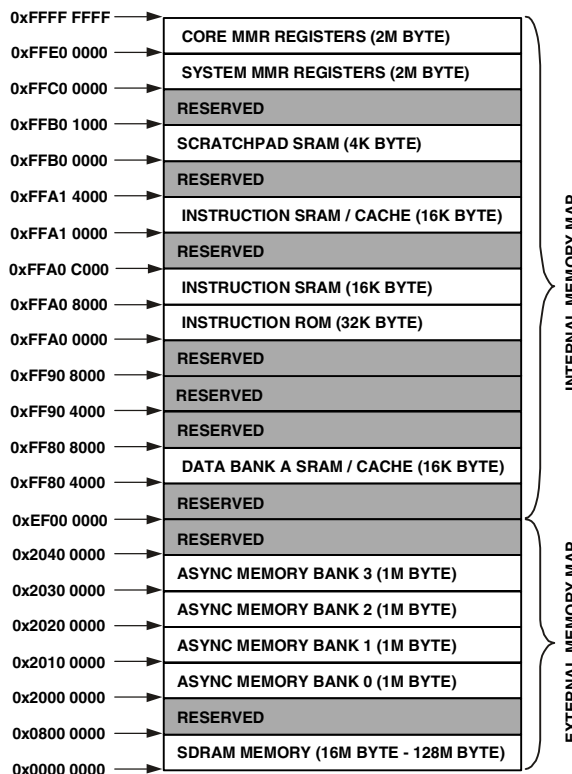 0xFFFF FFFF
CORE MMR REGISTERS (2M BYTE)
0xFFE0 0000
SYSTEM MMR REGISTERS (2M BYTE)
0xFFC0 0000
RESERVED
0xFFB0 1000
SCRATCHPAD SRAM (4K BYTE)
0xFFB0 0000
RESERVED
0xFFA1 4000
INSTRUCTION SRAM / CACHE (16K BYTE)
0xFFA1 0000
RESERVED
0xFFA0 C000
INSTRUCTION SRAM (16K BYTE)
0xFFA0 8000
INSTRUCTION ROM (32K BYTE)
0xFFA0 0000
RESERVED
0xFF90 8000
RESERVED
0xFF90 4000
RESERVED
0xFF80 8000
DATA BANK A SRAM / CACHE (16K BYTE)
0xFF80 4000
RESERVED
0xEF00 0000
RESERVED
0x2040 0000
ASYNC MEMORY BANK 3 (1M BYTE)
0x2030 0000
ASYNC MEMORY BANK 2 (1M BYTE)
0x2020 0000
ASYNC MEMORY BANK 1 (1M BYTE)
0x2010 0000
ASYNC MEMORY BANK 0 (1M BYTE)
0x2000 0000
RESERVED
0x0800 0000
SDRAM MEMORY (16M BYTE - 128M BYTE)
0x0000 0000
INTERNAL MEMORY MAP
EXTERNAL MEMORY MAP